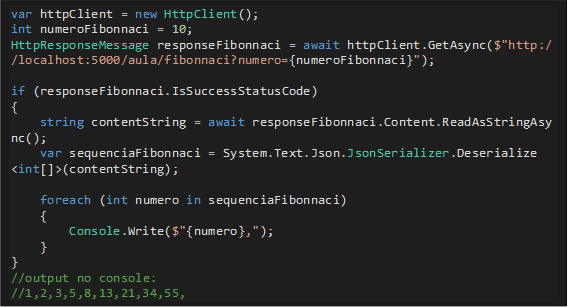 var httpClient = new HttpClient();
int numeroFibonnaci = 10;
HttpResponseMessage responseFibonnaci = await httpClient.GetAsync($"http:/
/localhost:5000/aula/fibonnaci?numero={numeroFibonnaci}");
if (responseFibonnaci.IsSuccessStatusCode)
{
    string contentString = await responseFibonnaci.Content.ReadAsStringAsy
nc();
    var sequenciaFibonnaci = System.Text.Json.JsonSerializer.Deserialize
<int[]>(contentString);
    foreach (int numero in sequenciaFibonnaci)
    {
        Console.Write($"{numero},");
    }
}
//output no console:
//1,2,3,5,8,13,21,34,55,